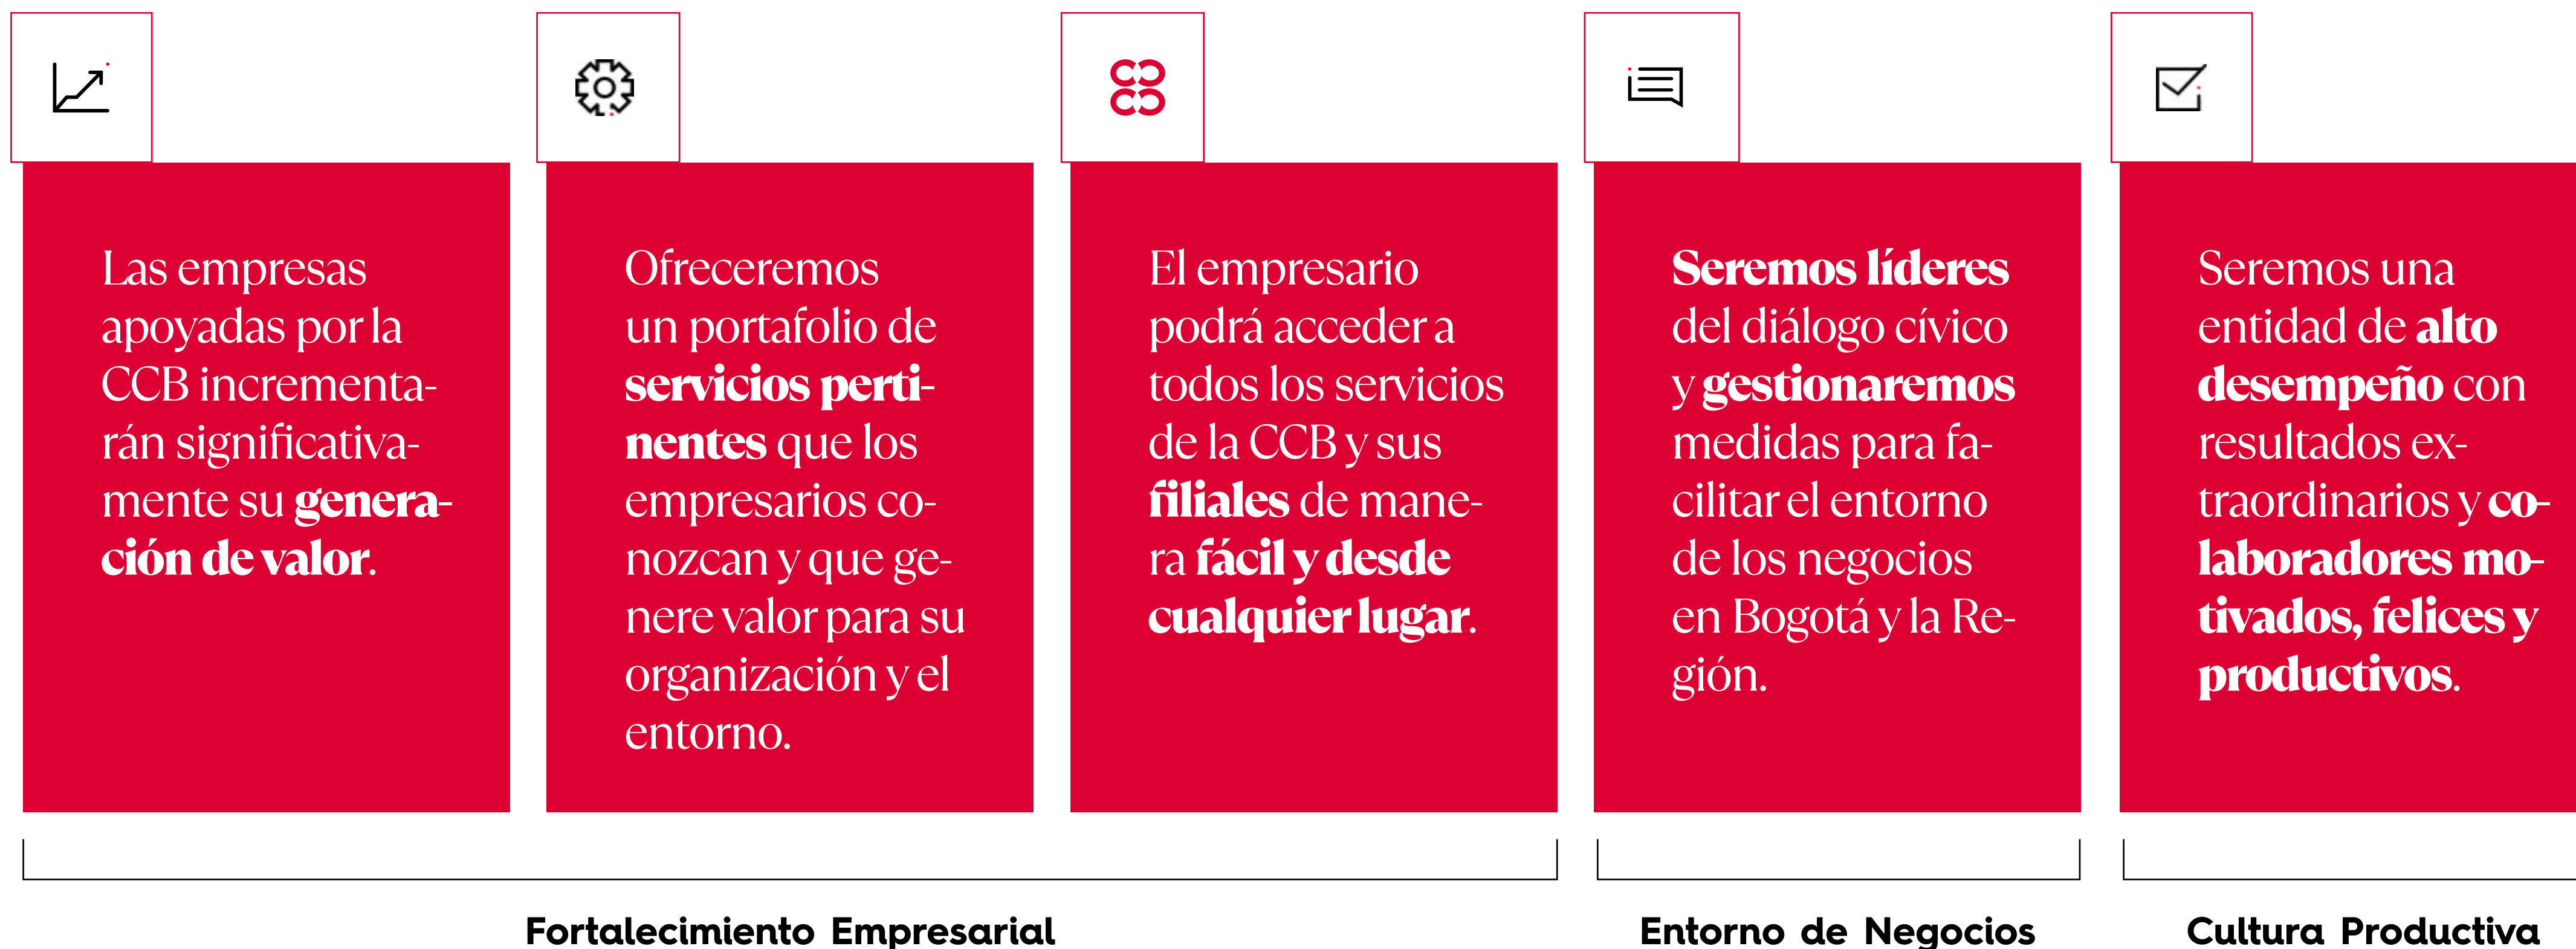 Las empresas
apoyadas por la
CCB incrementa-
rán significativa-
mente su genera-
ción de valor.
Ofreceremos
un portafolio de
servicios perti-
nentes que los
empresarios co-
nozcan y que ge-
nere valor para su
organización y el
entorno.
El empresario
podrá acceder a
todos los servicios
de la CCB y sus
filiales de mane-
ra fácil y desde
cualquier lugar.
Seremos líderes
del diálogo cívico
y gestionaremos
medidas para fa-
cilitar el entorno
de los negocios
en Bogotá y la Re-
gión.
Seremos una
entidad de alto
desempeño con
resultados ex-
traordinarios y co-
laboradores mo-
tivados, felices y
productivos.
Fortalecimiento Empresarial
Entorno de Negocios
Cultura Productiva